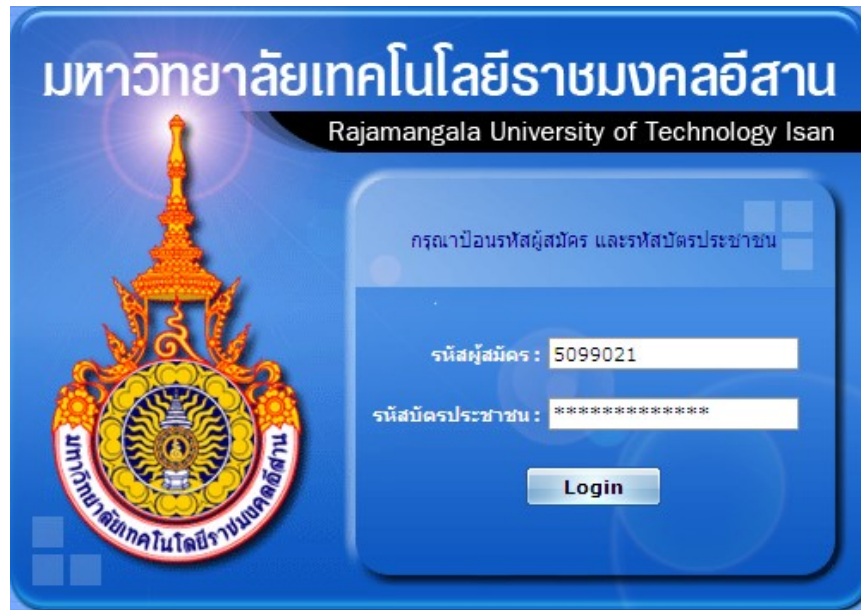 มหาวิทยาลัยเทคโนโลยีราชมงคลอีสาน
Rajamangala University of Technology Isan
กรุณาป้อนรหัสผู้สมัคร และรหัสบัตรประชาชน
รหัสผู้สมัคร : 5099021
รหัสบัตรประชาชน : *************
Login
มหาวิทยาลัยเทคโนโลยีราชมงคลอีสาน